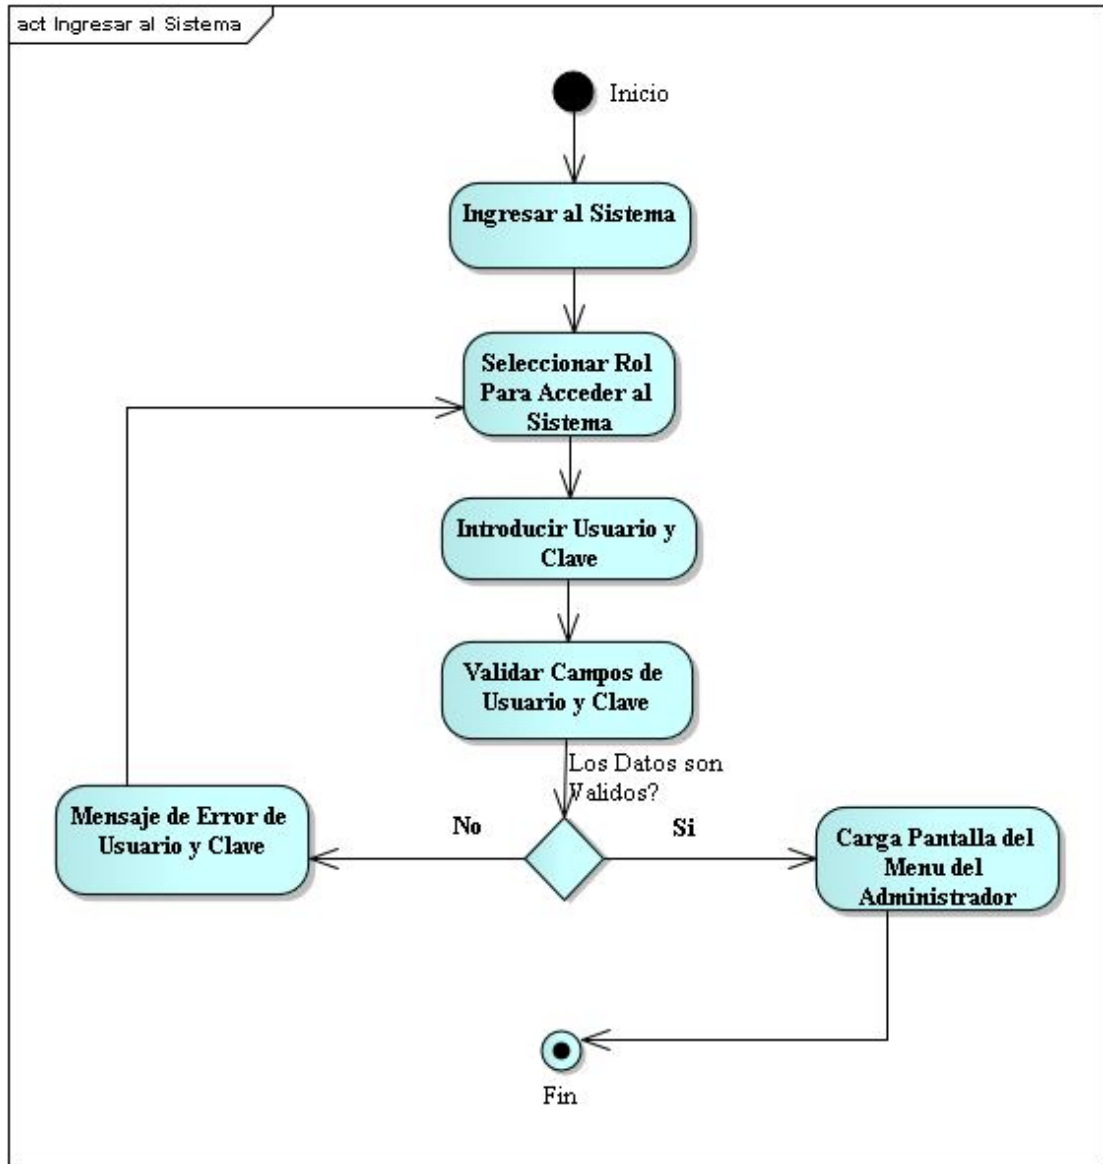 act Ingresar al Sistema
Inicio
Ingresar al Sistema
Seleccionar Rol
Para Acceder al
Sistema
Introducir Usuario y
Clave
Validar Campos de
Usuario y Clave
Los Datos son
Validos?
No
Si
Mensaje de Error de
Usuario y Clave
Carga Pantalla del
Menu del
Administrador
Fin